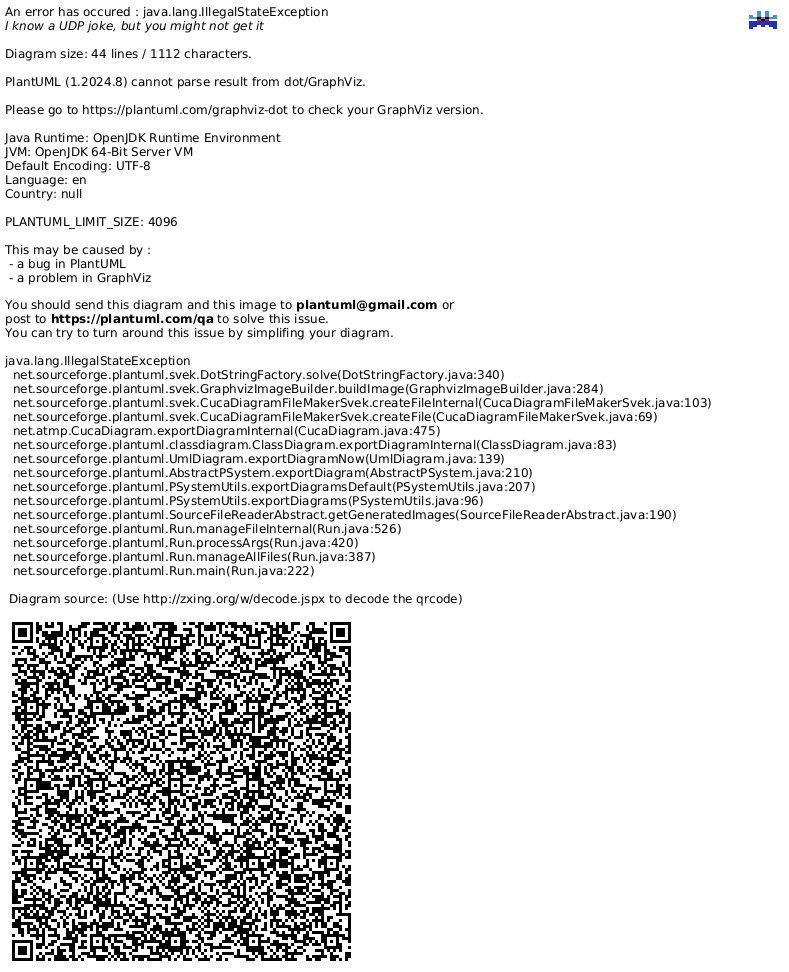 An error has occured : java.lang.IllegalStateException
I know a UDP joke, but you might not get it
Diagram size: 44 lines / 1112 characters.
PlantUML (1.2024.8) cannot parse result from dot/GraphViz.
Please go to https://plantuml.com/graphviz-dot to check your GraphViz version.
Java Runtime: OpenJDK Runtime Environment
JVM: OpenJDK 64-Bit Server VM
Default Encoding: UTF-8
Language: en
Country: null
PLANTUML_LIMIT_SIZE: 4096
This may be caused by :
- a bug in PlantUML
- a problem in GraphViz
You should send this diagram and this image to plantuml@gmail.com or
post to https://plantuml.com/qa to solve this issue.
You can try to turn around this issue by simplifing your diagram.
java.lang.IllegalStateException
net.sourceforge.plantuml.svek.DotStringFactory.solve(DotStringFactory.java:340)
net.sourceforge.plantuml.svek.GraphvizImageBuilder.buildImage(GraphvizImageBuilder.java:284)
net.sourceforge.plantuml.svek.CucaDiagramFileMakerSvek.createFileInternal(CucaDiagramFileMakerSvek.java:103)
net.sourceforge.plantuml.svek.CucaDiagramFileMakerSvek.createFile(CucaDiagramFileMakerSvek.java:69)
net.atmp.CucaDiagram.exportDiagramInternal(CucaDiagram.java:475)
net.sourceforge.plantuml.classdiagram.ClassDiagram.exportDiagramInternal(ClassDiagram.java:83)
net.sourceforge.plantuml.UmlDiagram.exportDiagramNow(UmlDiagram.java:139)
net.sourceforge.plantuml.AbstractPSystem.exportDiagram(AbstractPSystem.java:210)
net.sourceforge.plantuml.PSystemUtils.exportDiagramsDefault(PSystemUtils.java:207)
net.sourceforge.plantuml.PSystemUtils.exportDiagrams(PSystemUtils.java:96)
net.sourceforge.plantuml.SourceFileReaderAbstract.getGeneratedImages(SourceFileReaderAbstract.java:190)
net.sourceforge.plantuml.Run.manageFileInternal(Run.java:526)
net.sourceforge.plantuml.Run.processArgs(Run.java:420)
net.sourceforge.plantuml.Run.manageAllFiles(Run.java:387)
net.sourceforge.plantuml.Run.main(Run.java:222)
Diagram source: (Use http://zxing.org/w/decode.jspx to decode the qrcode)